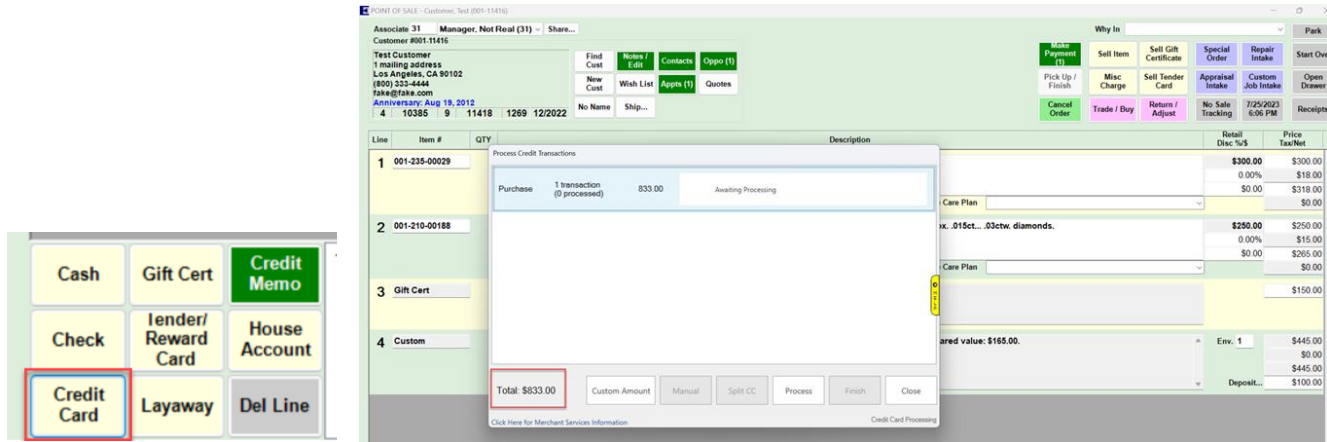 Cash
Gift Cert
Credit Memo
Check
Tender/ Reward Card
House Account
Credit Card
Layaway
Del Line
POINT OF SALE - Customer, Test (001-11416)
Associate 31 Manager, Not Real (31) Share...
Customer #001-11416
Test Customer
1 mailing address
Los Angeles, CA 90102
(800) 333-4444
fake@fake.com
Anniversary: Aug 19, 2012
4 10385 9 11418 1269 12/2022
Find Cust
Notes / Edit
Contacts
Oppo (1)
New Cust
Wish List
Appts (1)
Quotes
No Name
Ship...
Why In
Park
Make Payment (1)
Sell Item
Sell Gift Certificate
Special Order
Repair Intake
Start Ove
Pick Up / Finish
Misc Charge
Sell Tender Card
Appraisal Intake
Custom Job Intake
Open Drawer
Cancel Order
Trade / Buy
Return / Adjust
No Sale Tracking
7/25/2023 6:06 PM
Receipts
Line Item # QTY Description Retail Disc %/$ Price Tax/Net
1 001-235-00029 $300.00 $300.00
0.00% $18.00
$0.00 $318.00
Care Plan $0.00
2 001-210-00188 ox. .015ct... .03ctw. diamonds. $250.00 $250.00
0.00% $15.00
$0.00 $265.00
Care Plan $0.00
3 Gift Cert $150.00
4 Custom ared value: $165.00. Env. 1 $445.00
$0.00
$445.00
Deposit... $100.00
Process Credit Transactions
Purchase 1 transaction (0 processed) 833.00 Awaiting Processing
HELP
Total: $833.00
Custom Amount
Manual
Split CC
Process
Finish
Close
Click Here for Merchant Services Information
Credit Card Processing